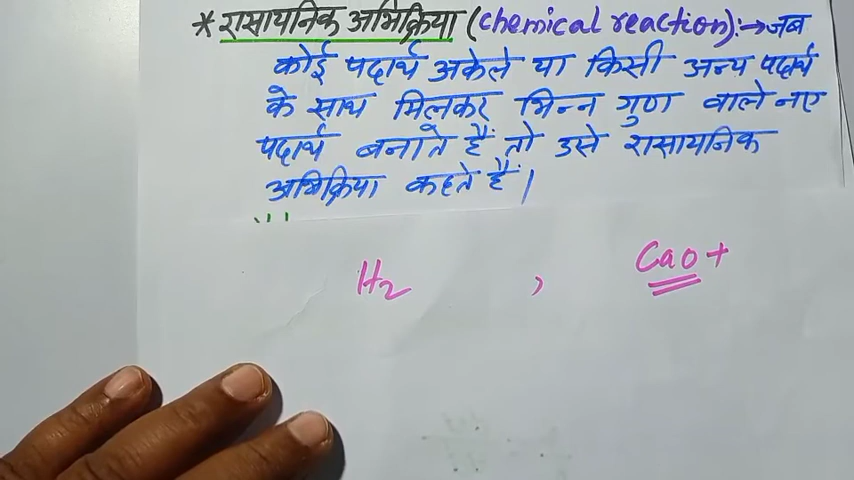 * रासायनिक अभिक्रिया (chemical reaction):→जब
कोई पदार्थ अकेले या किसी अन्य पदार्थ
के साथ मिलकर भिन्न गुण वाले नए
पदार्थ बनाते हैं तो उसे रासायनिक
अभिक्रिया कहते हैं।
H2 , CaO+